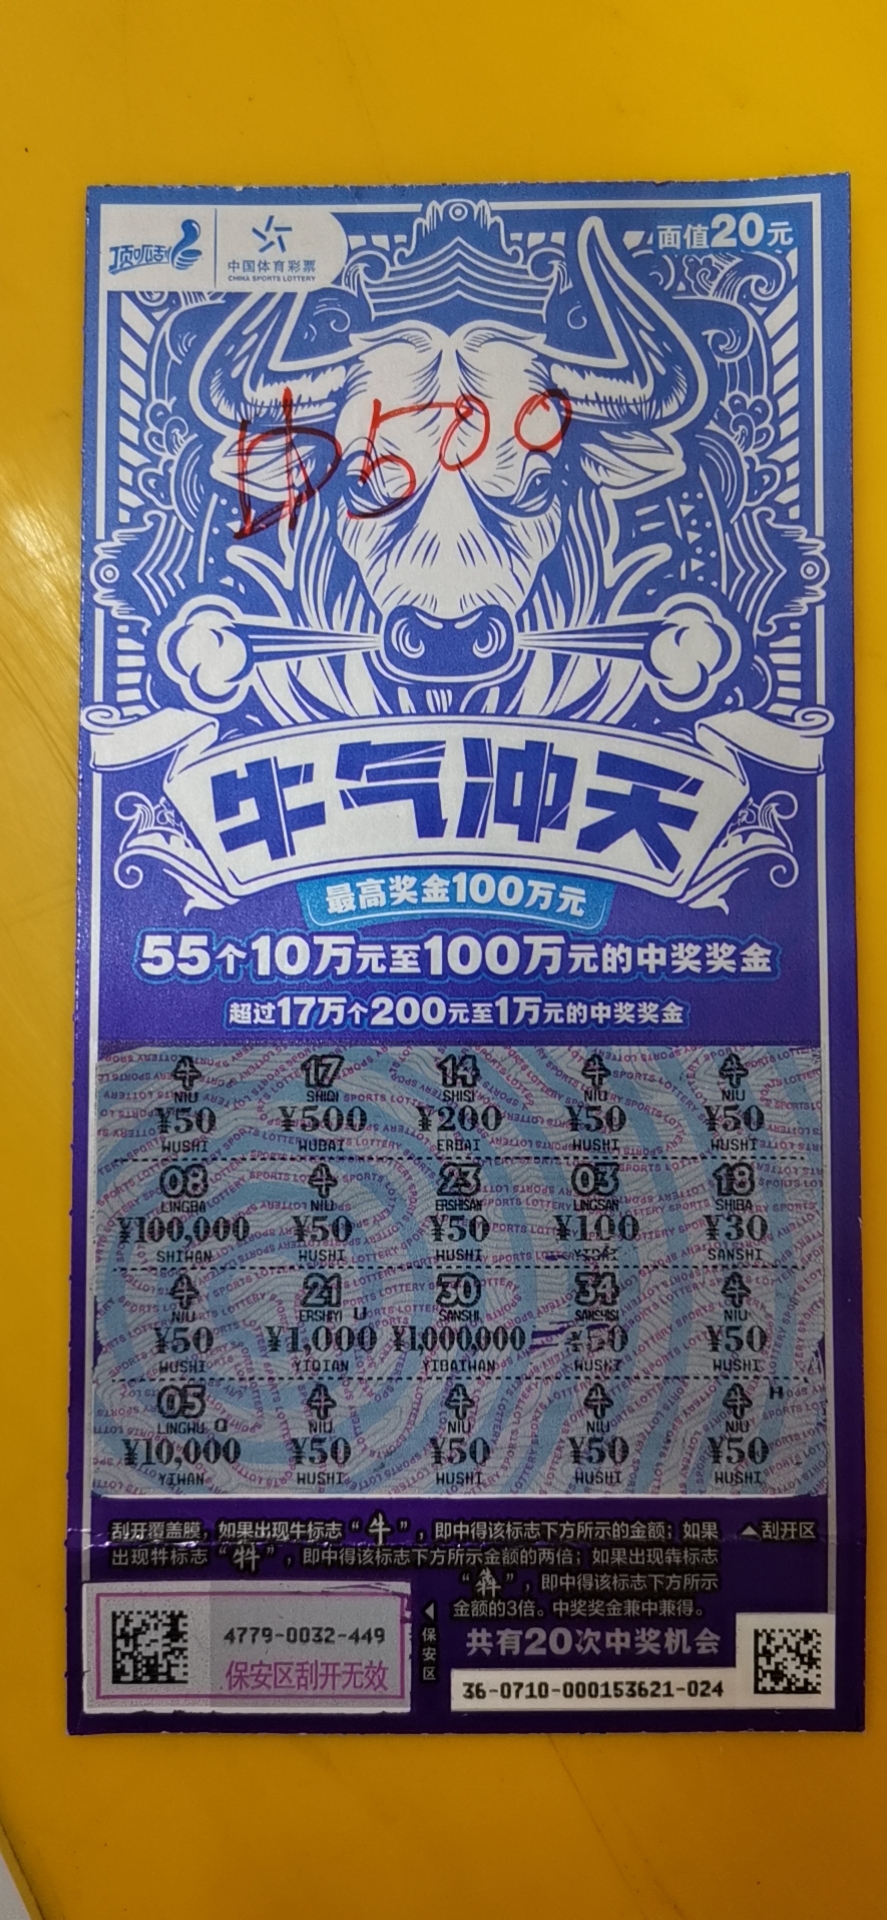 顶呱刮
中国体育彩票
CHINA SPORTS LOTTERY
面值20元
中500
牛气冲天
最高奖金100万元
55个10万元至100万元的中奖奖金
超过17万个200元至1万元的中奖奖金
牛 17 14 牛 牛
NIU SHIQI SHISI NIU NIU
¥50 ¥500 ¥200 ¥50 ¥50
WUSHI WUBAI ERBAI WUSHI WUSHI
08 牛 23 03 18
LINGBA NIU ERSHISAN LINGSAN SHIBA
¥100,000 ¥50 ¥50 ¥100 ¥30
SHIWAN WUSHI WUSHI YIBAI SANSHI
牛 21 30 34 牛
NIU ERSHIYI U SANSHI SANSHISI NIU
¥50 ¥1,000 ¥1,000,000 ¥50 ¥50
WUSHI YIQIAN YIBAIWAN WUSHI WUSHI
05 牛 牛 牛 牛 H
LINGWU Q NIU NIU NIU NIU
¥10,000 ¥50 ¥50 ¥50 ¥50
YIWAN WUSHI WUSHI WUSHI WUSHI
刮开覆盖膜，如果出现牛标志“牛”，即中得该标志下方所示的金额；如果
出现牪标志“牪”，即中得该标志下方所示金额的两倍；如果出现犇标志
“犇”，即中得该标志下方所示
金额的3倍。中奖奖金兼中兼得。
▲刮开区
共有20次中奖机会
◀保安区
4779-0032-449
保安区刮开无效
36-0710-000153621-024